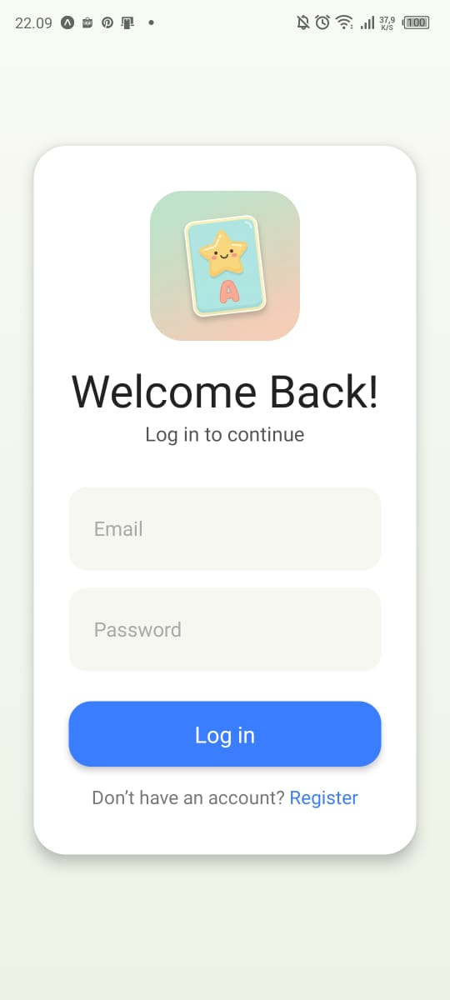 22.09
37,9
K/S
100
A
Welcome Back!
Log in to continue
Email
Password
Log in
Don’t have an account? Register